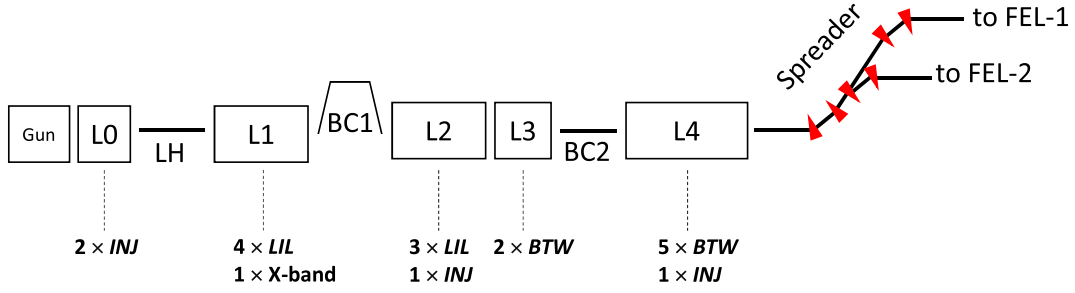 to FEL-1
Spreader
to FEL-2
Gun
L0
LH
L1
BC1
L2
L3
BC2
L4
2 × INJ
4 × LIL
1 × X-band
3 × LIL
1 × INJ
2 × BTW
5 × BTW
1 × INJ